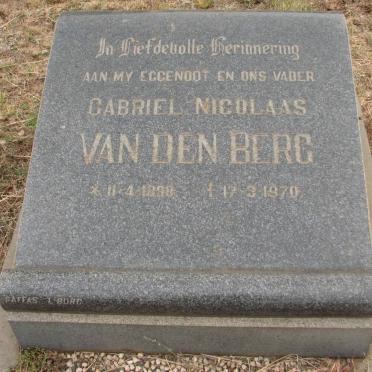 In Liefdevolle Herinnering
AAN MY EGGENOOT EN ONS VADER
GABRIEL NICOLAAS
VAN DEN BERG
* 11-4-1898 † 17-3-1970